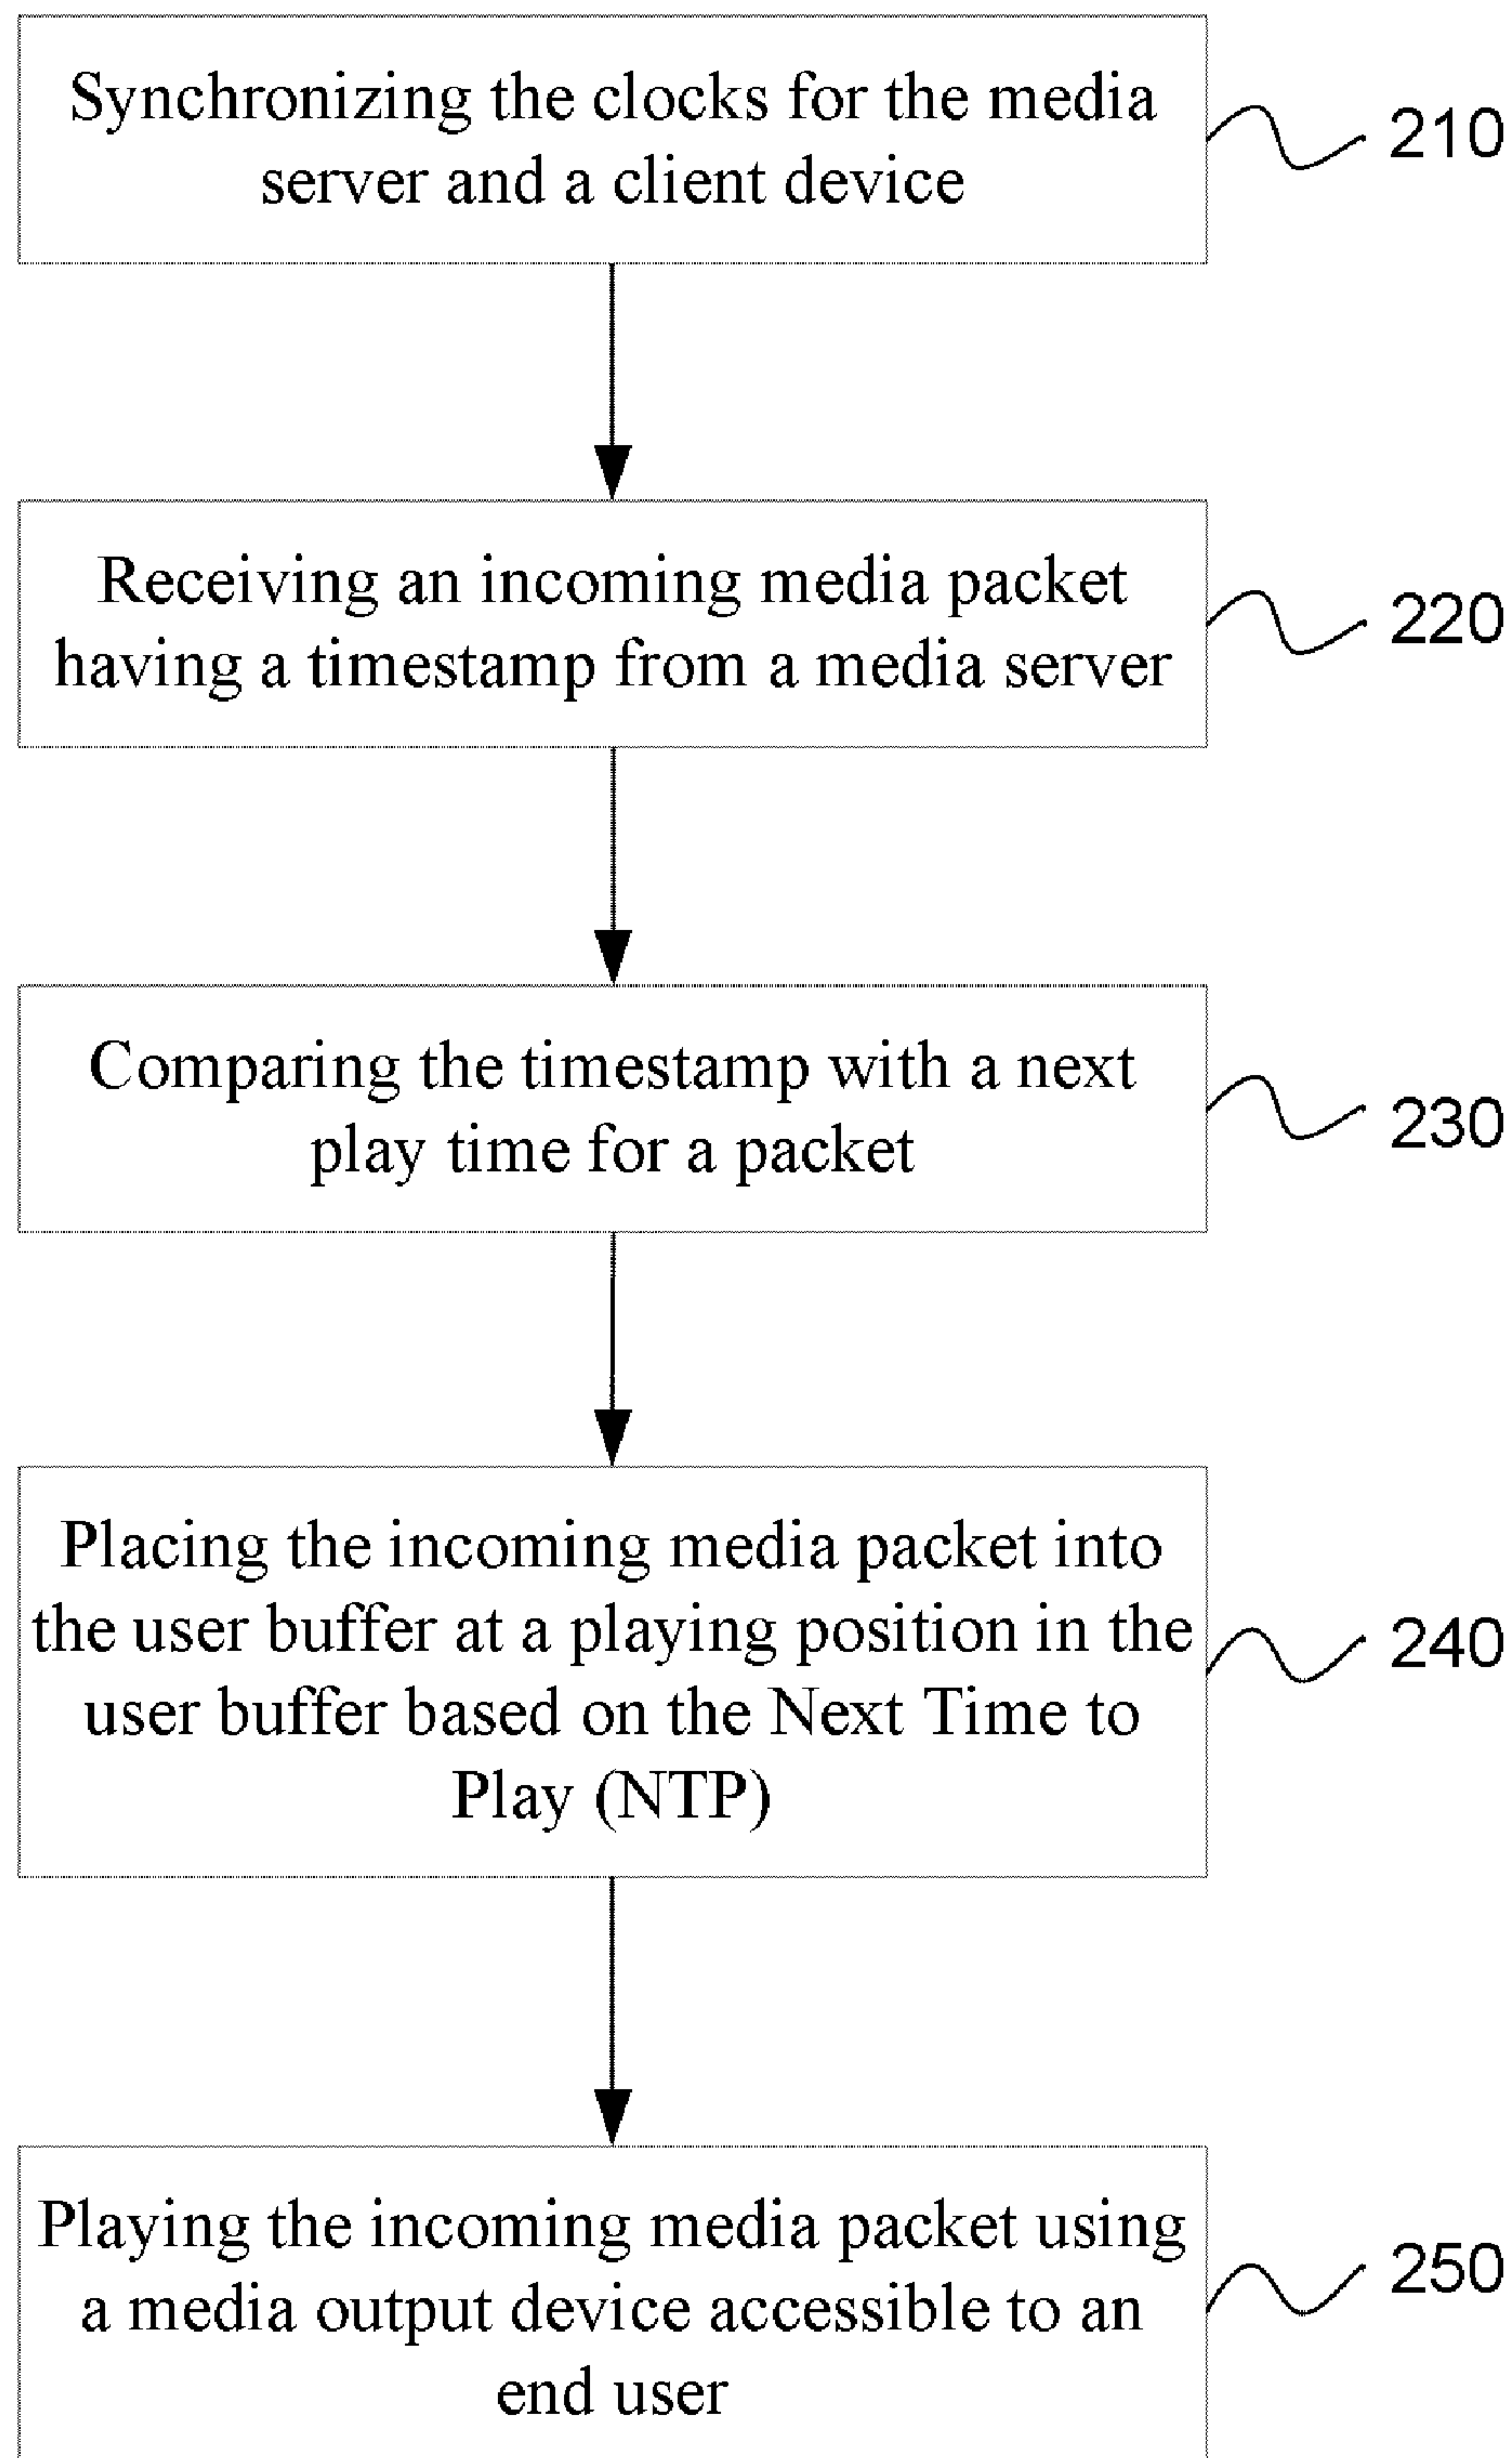 Synchronizing the clocks for the media
server and a client device
210
Receiving an incoming media packet
having a timestamp from a media server
220
Comparing the timestamp with a next
play time for a packet
230
Placing the incoming media packet into
the user buffer at a playing position in the
user buffer based on the Next Time to
Play (NTP)
240
Playing the incoming media packet using
a media output device accessible to an
end user
250